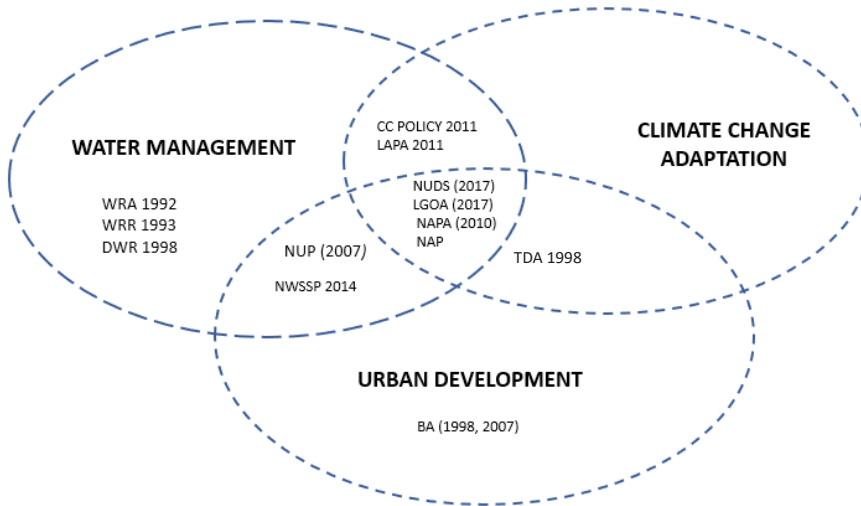 CC POLICY 2011
LAPA 2011
WATER MANAGEMENT
CLIMATE CHANGE
ADAPTATION
WRA 1992
WRR 1993
DWR 1998
NUDS (2017)
LGOA (2017)
NAPA (2010)
NAP
NUP (2007)
TDA 1998
NWSSP 2014
URBAN DEVELOPMENT
BA (1998, 2007)